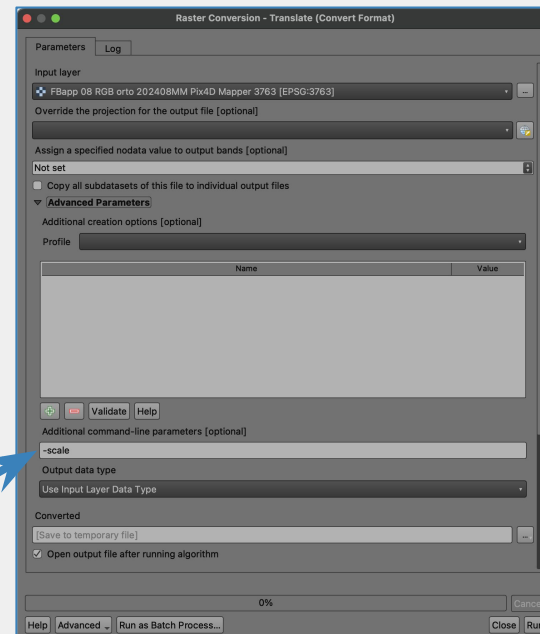 Raster Conversion - Translate (Convert Format)
Parameters Log
Input layer
FBapp 08 RGB orto 202408MM Pix4D Mapper 3763 [EPSG:3763] ...
Override the projection for the output file [optional]
Assign a specified nodata value to output bands [optional]
Not set
Copy all subdatasets of this file to individual output files
Advanced Parameters
Additional creation options [optional]
Profile
Name Value
Validate Help
Additional command-line parameters [optional]
-scale
Output data type
Use Input Layer Data Type
Converted
[Save to temporary file] ...
Open output file after running algorithm
0% Cance
Help Advanced Run as Batch Process... Close Run